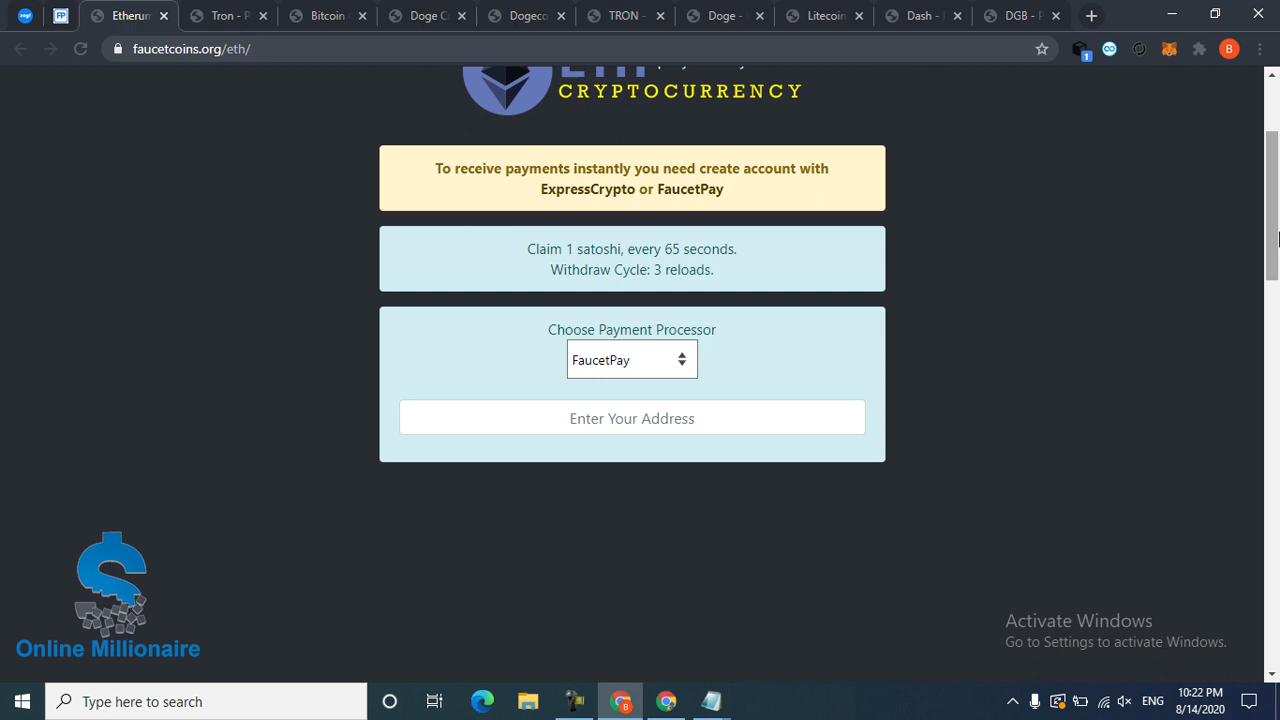 Etherum
Tron - P
Bitcoin
Doge C
Dogeco
TRON -
Doge -
Litecoin
Dash -
DGB - P
faucetcoins.org/eth/
B
CRYPTOCURRENCY
To receive payments instantly you need create account with
ExpressCrypto or FaucetPay
Claim 1 satoshi, every 65 seconds.
Withdraw Cycle: 3 reloads.
Choose Payment Processor
FaucetPay
Enter Your Address
Online Millionaire
Activate Windows
Go to Settings to activate Windows.
Type here to search
ENG
10:22 PM
8/14/2020